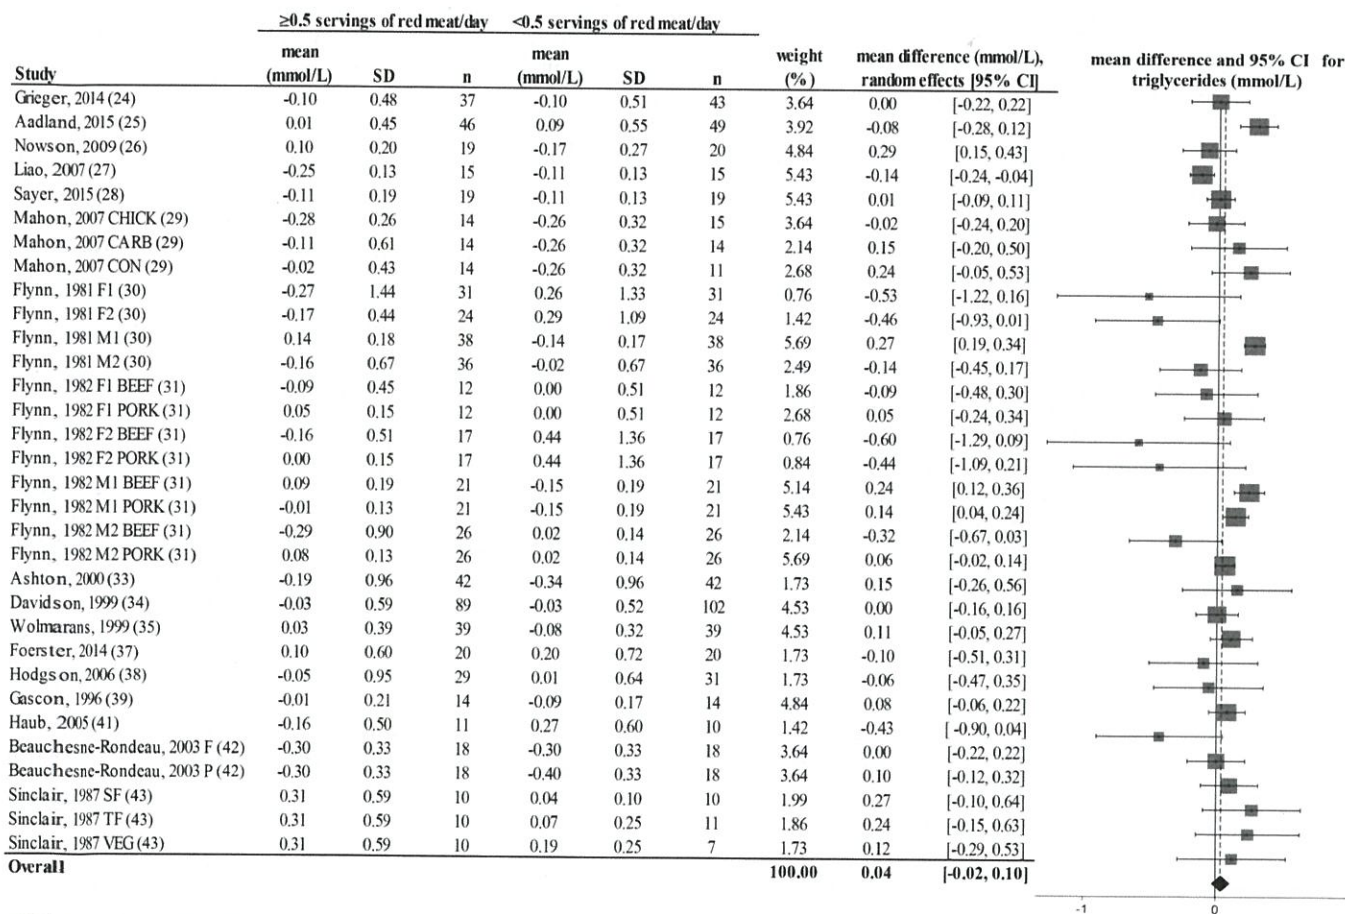 ≥0.5 servings of red meat/day <0.5 servings of red meat/day
mean mean weight mean difference (mmol/L), mean difference and 95% CI for
Study (mmol/L) SD n (mmol/L) SD n (%) random effects [95% CI] triglycerides (mmol/L)
Grieger, 2014 (24) -0.10 0.48 37 -0.10 0.51 43 3.64 0.00 [-0.22, 0.22]
Aadland, 2015 (25) 0.01 0.45 46 0.09 0.55 49 3.92 -0.08 [-0.28, 0.12]
Nowson, 2009 (26) 0.10 0.20 19 -0.17 0.27 20 4.84 0.29 [0.15, 0.43]
Liao, 2007 (27) -0.25 0.13 15 -0.11 0.13 15 5.43 -0.14 [-0.24, -0.04]
Sayer, 2015 (28) -0.11 0.19 19 -0.11 0.13 19 5.43 0.01 [-0.09, 0.11]
Mahon, 2007 CHICK (29) -0.28 0.26 14 -0.26 0.32 15 3.64 -0.02 [-0.24, 0.20]
Mahon, 2007 CARB (29) -0.11 0.61 14 -0.26 0.32 14 2.14 0.15 [-0.20, 0.50]
Mahon, 2007 CON (29) -0.02 0.43 14 -0.26 0.32 11 2.68 0.24 [-0.05, 0.53]
Flynn, 1981 F1 (30) -0.27 1.44 31 0.26 1.33 31 0.76 -0.53 [-1.22, 0.16]
Flynn, 1981 F2 (30) -0.17 0.44 24 0.29 1.09 24 1.42 -0.46 [-0.93, 0.01]
Flynn, 1981 M1 (30) 0.14 0.18 38 -0.14 0.17 38 5.69 0.27 [0.19, 0.34]
Flynn, 1981 M2 (30) -0.16 0.67 36 -0.02 0.67 36 2.49 -0.14 [-0.45, 0.17]
Flynn, 1982 F1 BEEF (31) -0.09 0.45 12 0.00 0.51 12 1.86 -0.09 [-0.48, 0.30]
Flynn, 1982 F1 PORK (31) 0.05 0.15 12 0.00 0.51 12 2.68 0.05 [-0.24, 0.34]
Flynn, 1982 F2 BEEF (31) -0.16 0.51 17 0.44 1.36 17 0.76 -0.60 [-1.29, 0.09]
Flynn, 1982 F2 PORK (31) 0.00 0.15 17 0.44 1.36 17 0.84 -0.44 [-1.09, 0.21]
Flynn, 1982 M1 BEEF (31) 0.09 0.19 21 -0.15 0.19 21 5.14 0.24 [0.12, 0.36]
Flynn, 1982 M1 PORK (31) -0.01 0.13 21 -0.15 0.19 21 5.43 0.14 [0.04, 0.24]
Flynn, 1982 M2 BEEF (31) -0.29 0.90 26 0.02 0.14 26 2.14 -0.32 [-0.67, 0.03]
Flynn, 1982 M2 PORK (31) 0.08 0.13 26 0.02 0.14 26 5.69 0.06 [-0.02, 0.14]
Ashton, 2000 (33) -0.19 0.96 42 -0.34 0.96 42 1.73 0.15 [-0.26, 0.56]
Davidson, 1999 (34) -0.03 0.59 89 -0.03 0.52 102 4.53 0.00 [-0.16, 0.16]
Wolmarans, 1999 (35) 0.03 0.39 39 -0.08 0.32 39 4.53 0.11 [-0.05, 0.27]
Foerster, 2014 (37) 0.10 0.60 20 0.20 0.72 20 1.73 -0.10 [-0.51, 0.31]
Hodgson, 2006 (38) -0.05 0.95 29 0.01 0.64 31 1.73 -0.06 [-0.47, 0.35]
Gascon, 1996 (39) -0.01 0.21 14 -0.09 0.17 14 4.84 0.08 [-0.06, 0.22]
Haub, 2005 (41) -0.16 0.50 11 0.27 0.60 10 1.42 -0.43 [-0.90, 0.04]
Beauchesne-Rondeau, 2003 F (42) -0.30 0.33 18 -0.30 0.33 18 3.64 0.00 [-0.22, 0.22]
Beauchesne-Rondeau, 2003 P (42) -0.30 0.33 18 -0.40 0.33 18 3.64 0.10 [-0.12, 0.32]
Sinclair, 1987 SF (43) 0.31 0.59 10 0.04 0.10 10 1.99 0.27 [-0.10, 0.64]
Sinclair, 1987 TF (43) 0.31 0.59 10 0.07 0.25 11 1.86 0.24 [-0.15, 0.63]
Sinclair, 1987 VEG (43) 0.31 0.59 10 0.19 0.25 7 1.73 0.12 [-0.29, 0.53]
Overall 100.00 0.04 [-0.02, 0.10]
-1 0